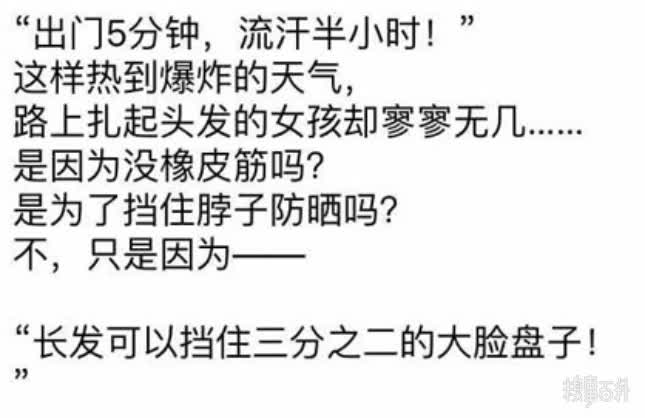 “出门5分钟，流汗半小时！”
这样热到爆炸的天气，
路上扎起头发的女孩却寥寥无几……
是因为没橡皮筋吗？
是为了挡住脖子防晒吗？
不，只是因为——
“长发可以挡住三分之二的大脸盘子！
”